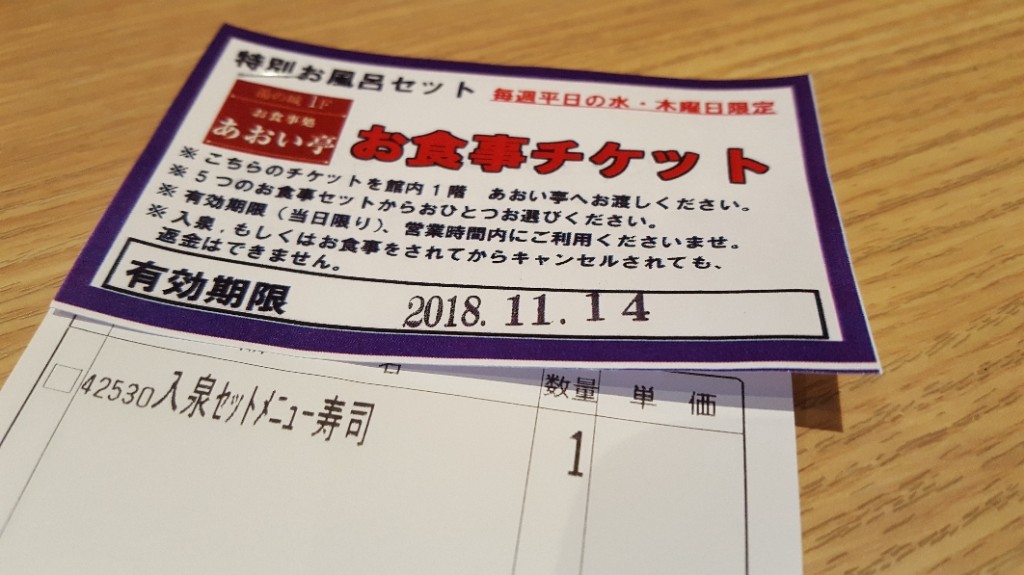 特別お風呂セット
毎週平日の水・木曜日限定
湯の城 1F
お食事処
あおい亭
お食事チケット
※ こちらのチケットを館内1階 あおい亭へお渡しください。
※ 5つのお食事セットからおひとつお選びください。
※ 有効期限（当日限り）、営業時間内にご利用くださいませ。
※ 入泉,もしくはお食事をされてからキャンセルされても、
返金はできません。
有効期限 2018.11.14
名 数量 単価
42530入泉セットメニュー寿司 1